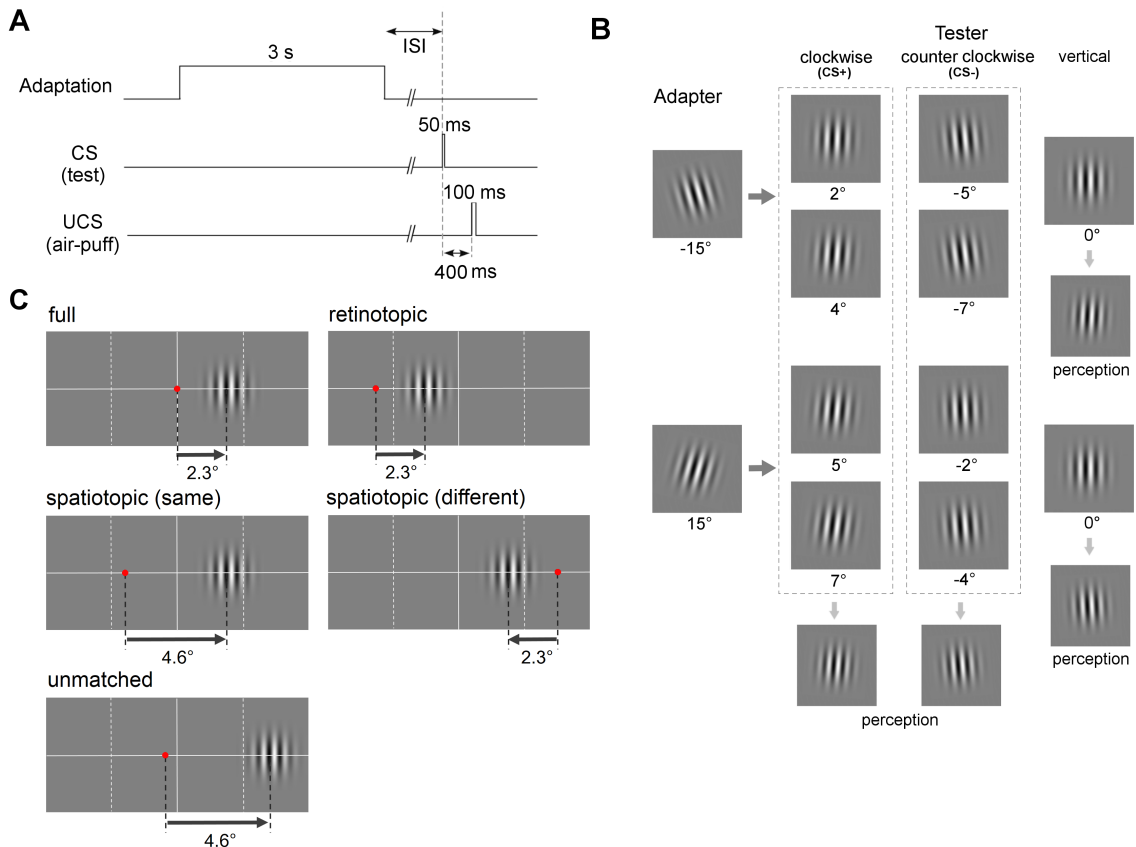 A
ISI
3 s
Adaptation
50 ms
CS
(test)
100 ms
UCS
(air-puff)
400 ms
B
Tester
clockwise
(CS+)
counter clockwise
(CS-)
vertical
Adapter
2°
-5°
-15°
0°
4°
-7°
perception
5°
-2°
15°
0°
7°
-4°
perception
perception
C
full
2.3°
retinotopic
2.3°
spatiotopic (same)
4.6°
spatiotopic (different)
2.3°
unmatched
4.6°